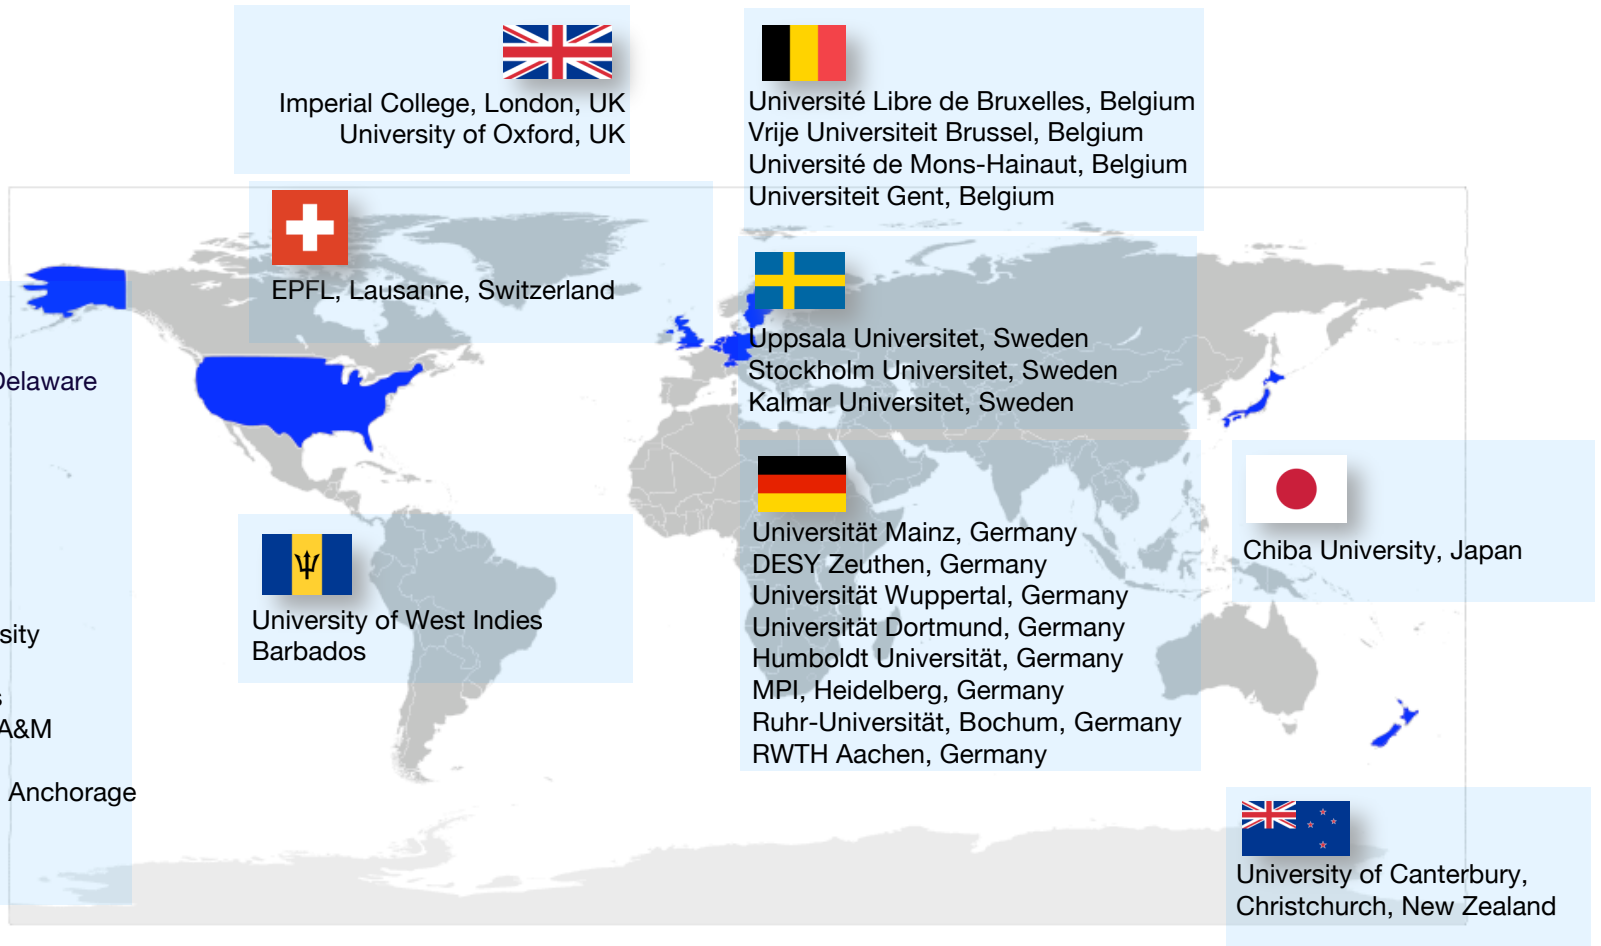 Imperial College, London, UK
University of Oxford, UK
Université Libre de Bruxelles, Belgium
Vrije Universiteit Brussel, Belgium
Université de Mons-Hainaut, Belgium
Universiteit Gent, Belgium
EPFL, Lausanne, Switzerland
Uppsala Universitet, Sweden
Stockholm Universitet, Sweden
Kalmar Universitet, Sweden
Delaware
sity
s
A&M
Anchorage
University of West Indies
Barbados
Universität Mainz, Germany
DESY Zeuthen, Germany
Universität Wuppertal, Germany
Universität Dortmund, Germany
Humboldt Universität, Germany
MPI, Heidelberg, Germany
Ruhr-Universität, Bochum, Germany
RWTH Aachen, Germany
Chiba University, Japan
University of Canterbury,
Christchurch, New Zealand